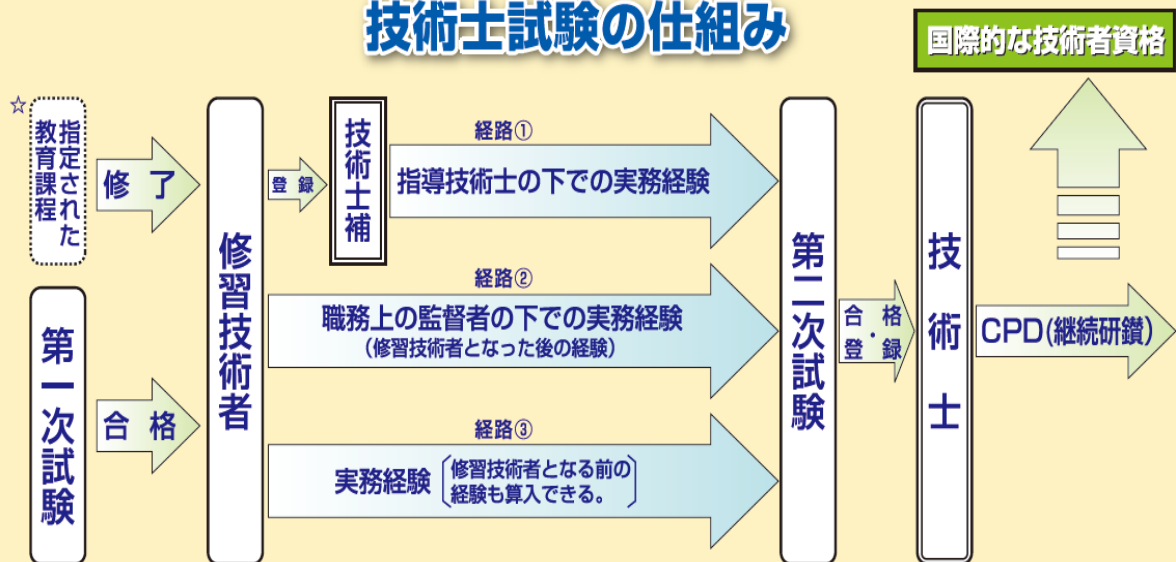 技術士試験の仕組み
国際的な技術者資格
☆
指定された
教育課程
修了
第一次試験
合格
修習技術者
登録
技術士補
経路①
指導技術士の下での実務経験
経路②
職務上の監督者の下での実務経験
（修習技術者となった後の経験）
経路③
実務経験
修習技術者となる前の
経験も算入できる。
第二次試験
合格・
登録
技術士
CPD(継続研鑚)